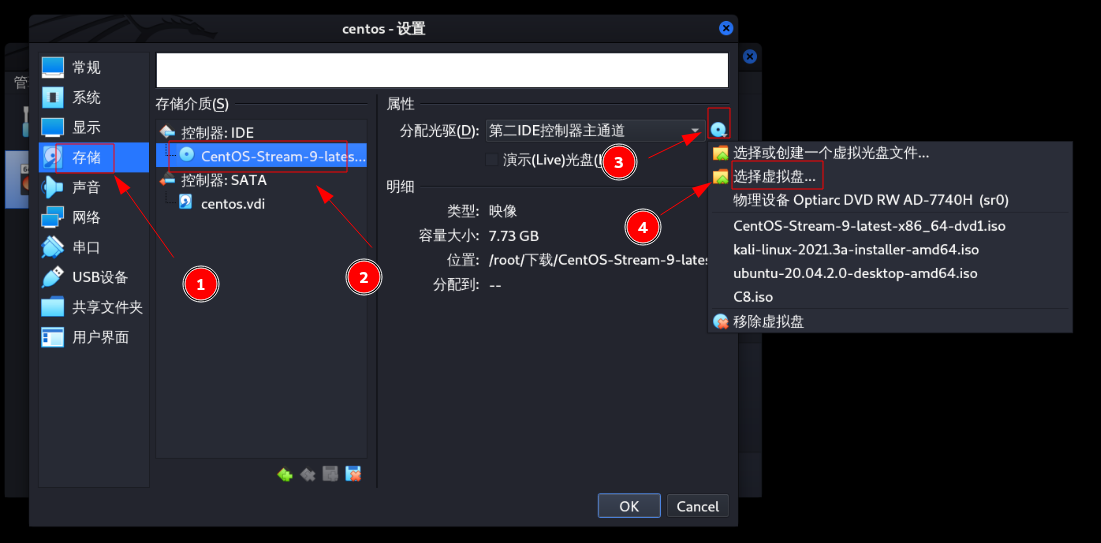 centos - 设置
管
常规
系统
显示
存储
声音
网络
串口
USB设备
共享文件夹
用户界面
存储介质(S)
控制器: IDE
CentOS-Stream-9-lates...
控制器: SATA
centos.vdi
属性
分配光驱(D): 第二IDE控制器主通道
演示(Live)光盘(
明细
类型: 映像
容量大小: 7.73 GB
位置: /root/下载/CentOS-Stream-9-lates
分配到: --
选择或创建一个虚拟光盘文件...
选择虚拟盘...
物理设备 Optiarc DVD RW AD-7740H (sr0)
CentOS-Stream-9-latest-x86_64-dvd1.iso
kali-linux-2021.3a-installer-amd64.iso
ubuntu-20.04.2.0-desktop-amd64.iso
C8.iso
移除虚拟盘
1
2
3
4
OK
Cancel